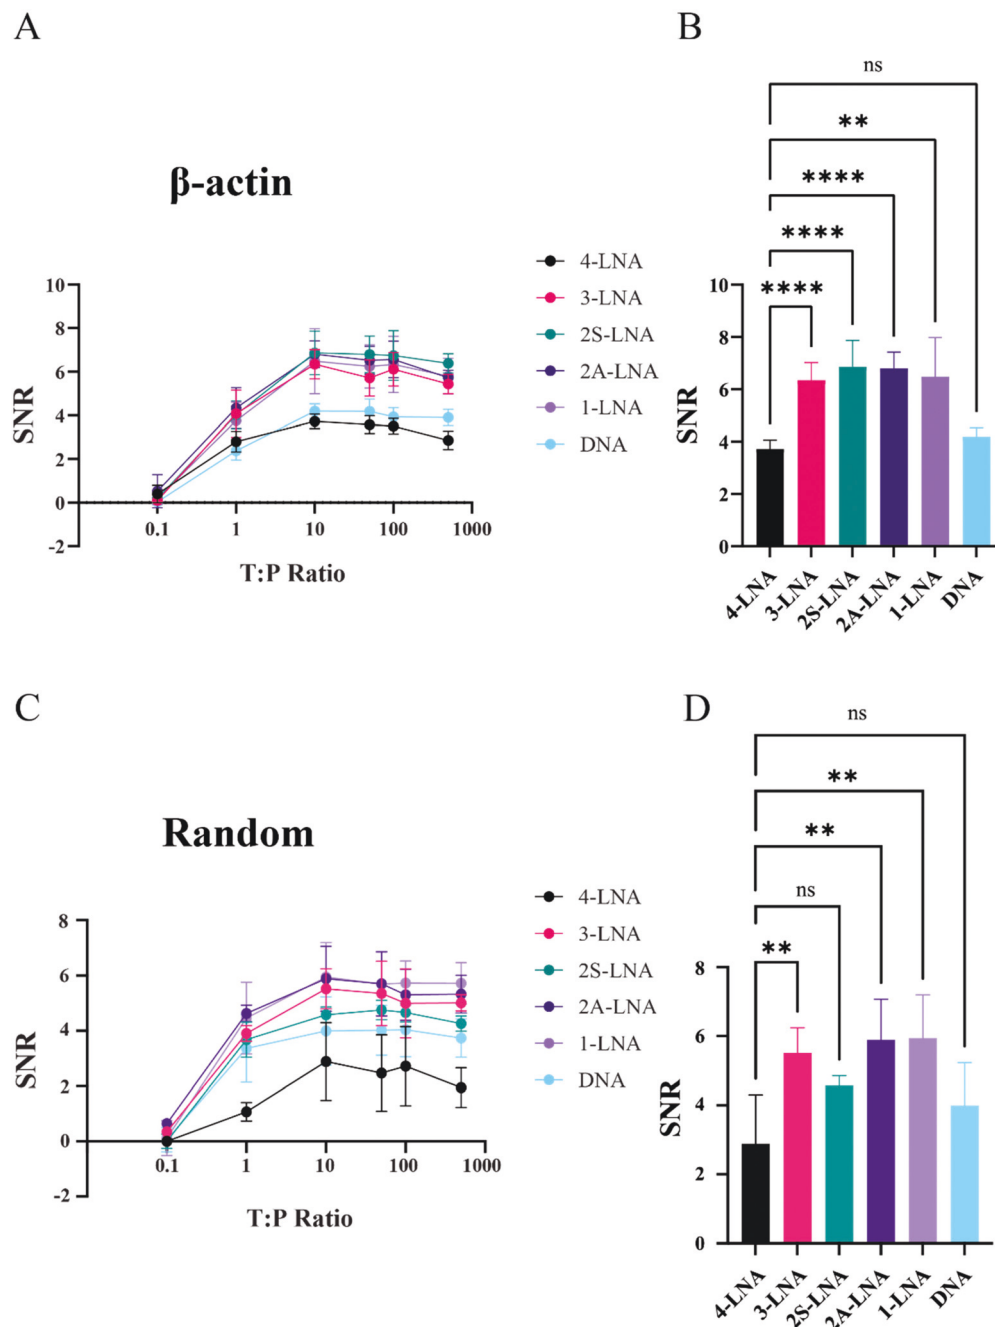 A
β-actin
10
8
6
4
2
0
-2
SNR
0.1
1
10
100
1000
T:P Ratio
4-LNA
3-LNA
2S-LNA
2A-LNA
1-LNA
DNA
B
ns
**
****
****
****
10
8
6
4
2
0
SNR
4-LNA
3-LNA
2S-LNA
2A-LNA
1-LNA
DNA
C
Random
8
6
4
2
0
-2
SNR
0.1
1
10
100
1000
T:P Ratio
4-LNA
3-LNA
2S-LNA
2A-LNA
1-LNA
DNA
D
ns
**
**
ns
**
8
6
4
2
0
SNR
4-LNA
3-LNA
2S-LNA
2A-LNA
1-LNA
DNA